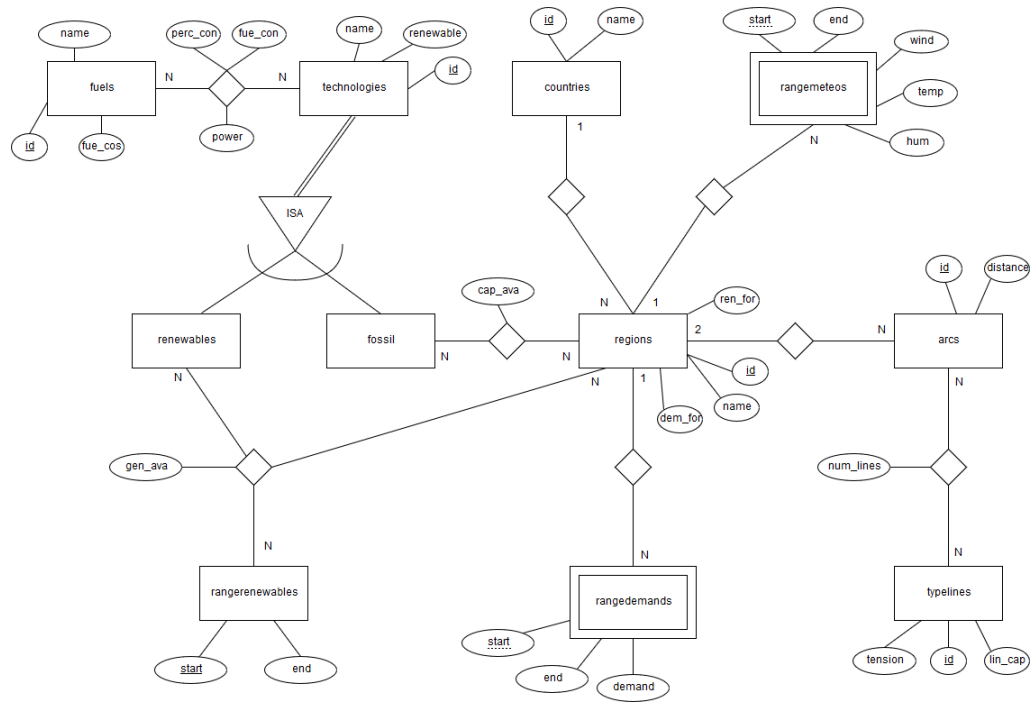 start
end
id
name
name
renewable
name
perc_con
fue_con
wind
id
N
N
fuels
technologies
countries
rangemeteos
temp
id
fue_cos
power
1
N
hum
ISA
id
distance
cap_ava
ren_for
N
1
2
N
renewables
fossil
regions
arcs
N
N
id
N
N
1
N
name
dem_for
gen_ava
num_lines
N
N
N
rangerenewables
rangedemands
typelines
start
start
end
end
demand
tension
id
lin_cap